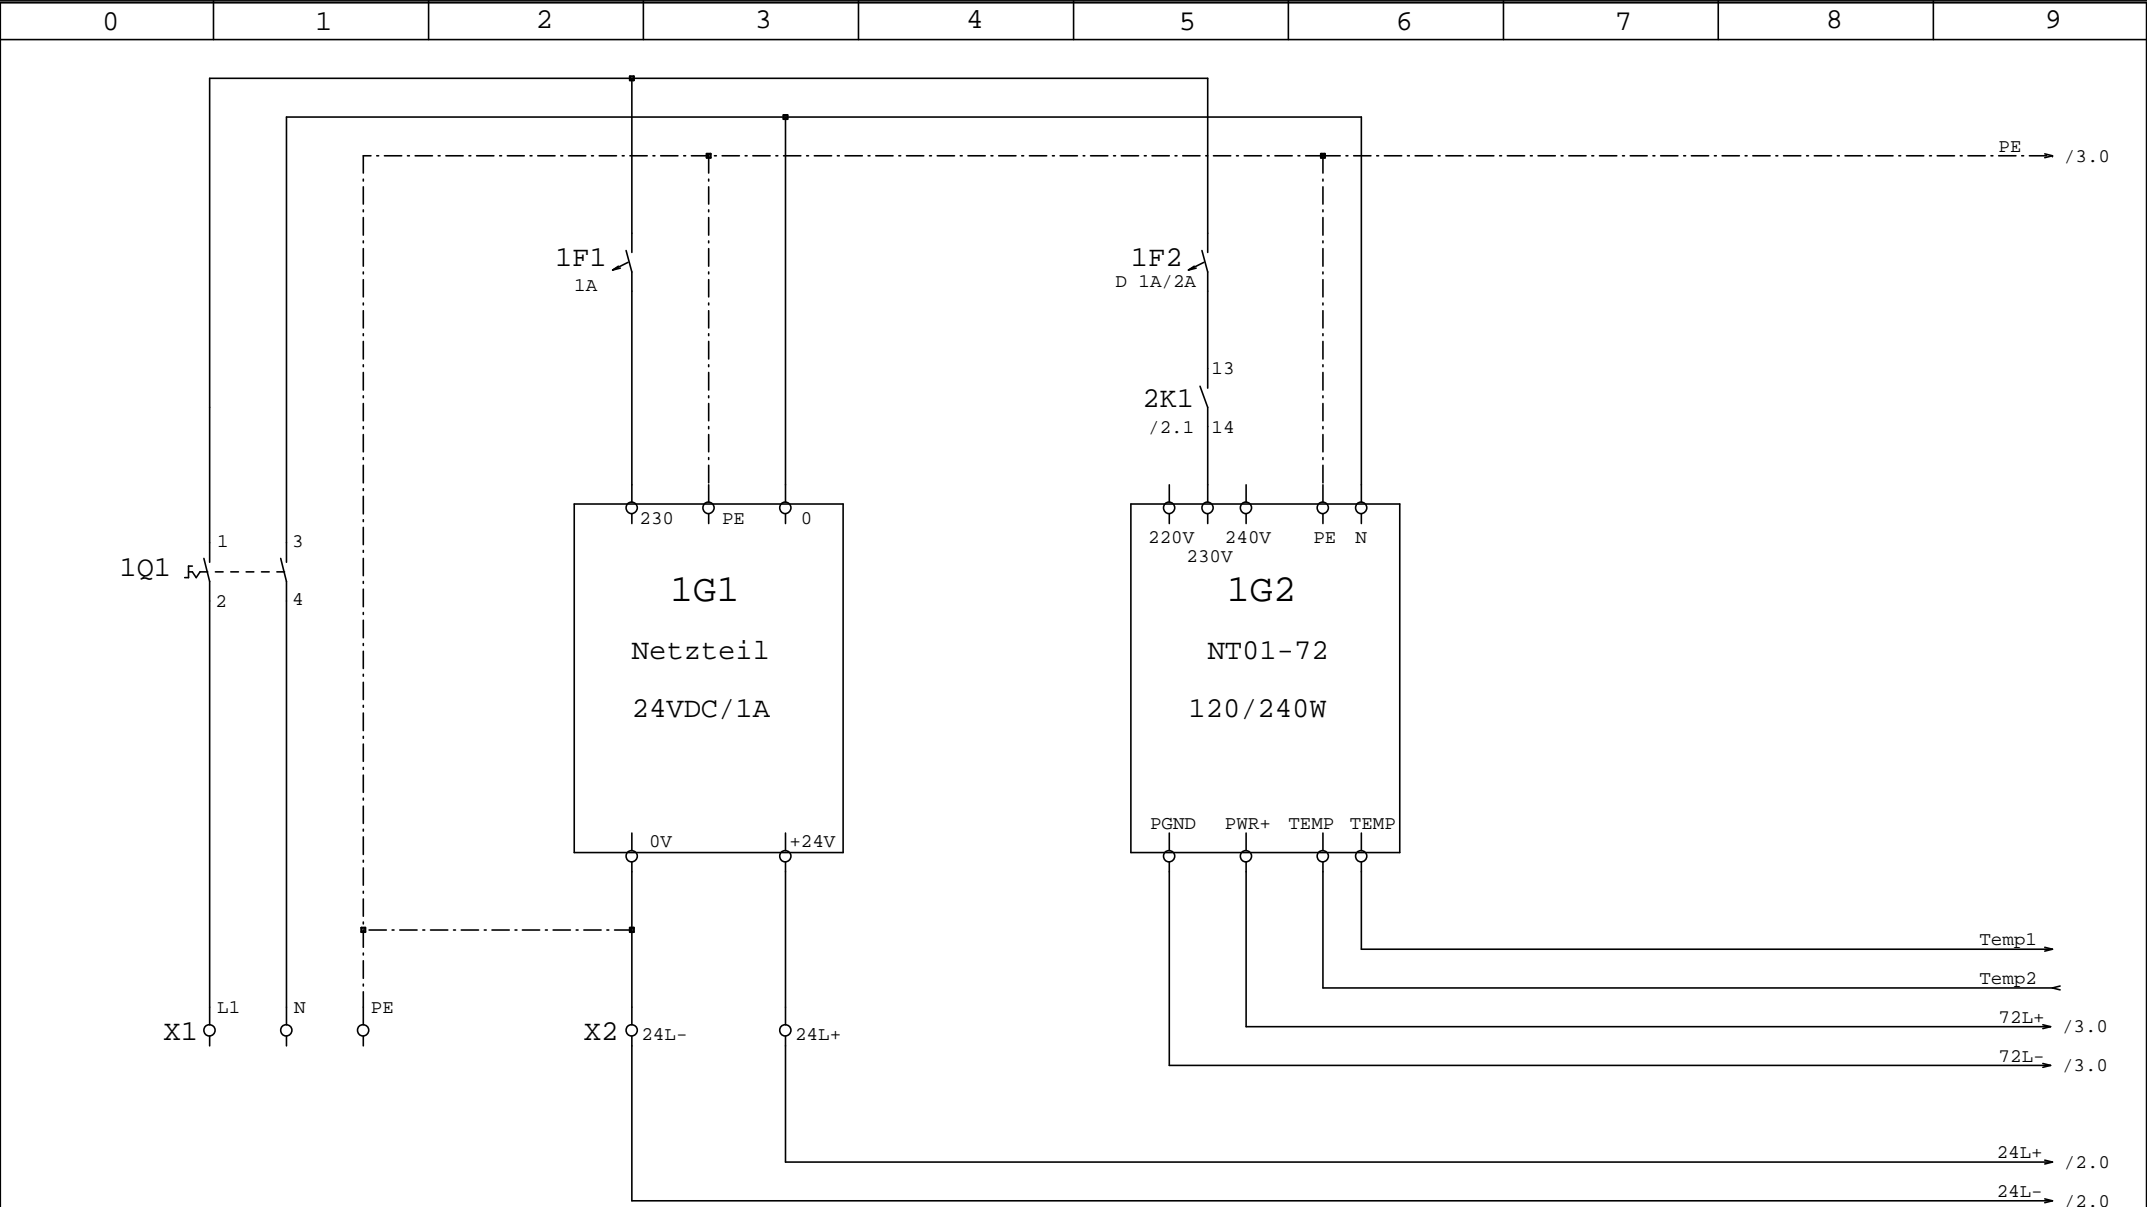 0 1 2 3 4 5 6 7 8 9
PE /3.0
1F1 1F2
1A D 1A/2A
13
2K1
/2.1 14
230 PE 0
220V 240V PE N
230V
1 3
1Q1
2 4
1G1 1G2
Netzteil NT01-72
24VDC/1A 120/240W
PGND PWR+ TEMP TEMP
0V +24V
Temp1
Temp2
L1 N PE
X1 X2 24L- 24L+
72L+ /3.0
72L- /3.0
24L+ /2.0
24L- /2.0